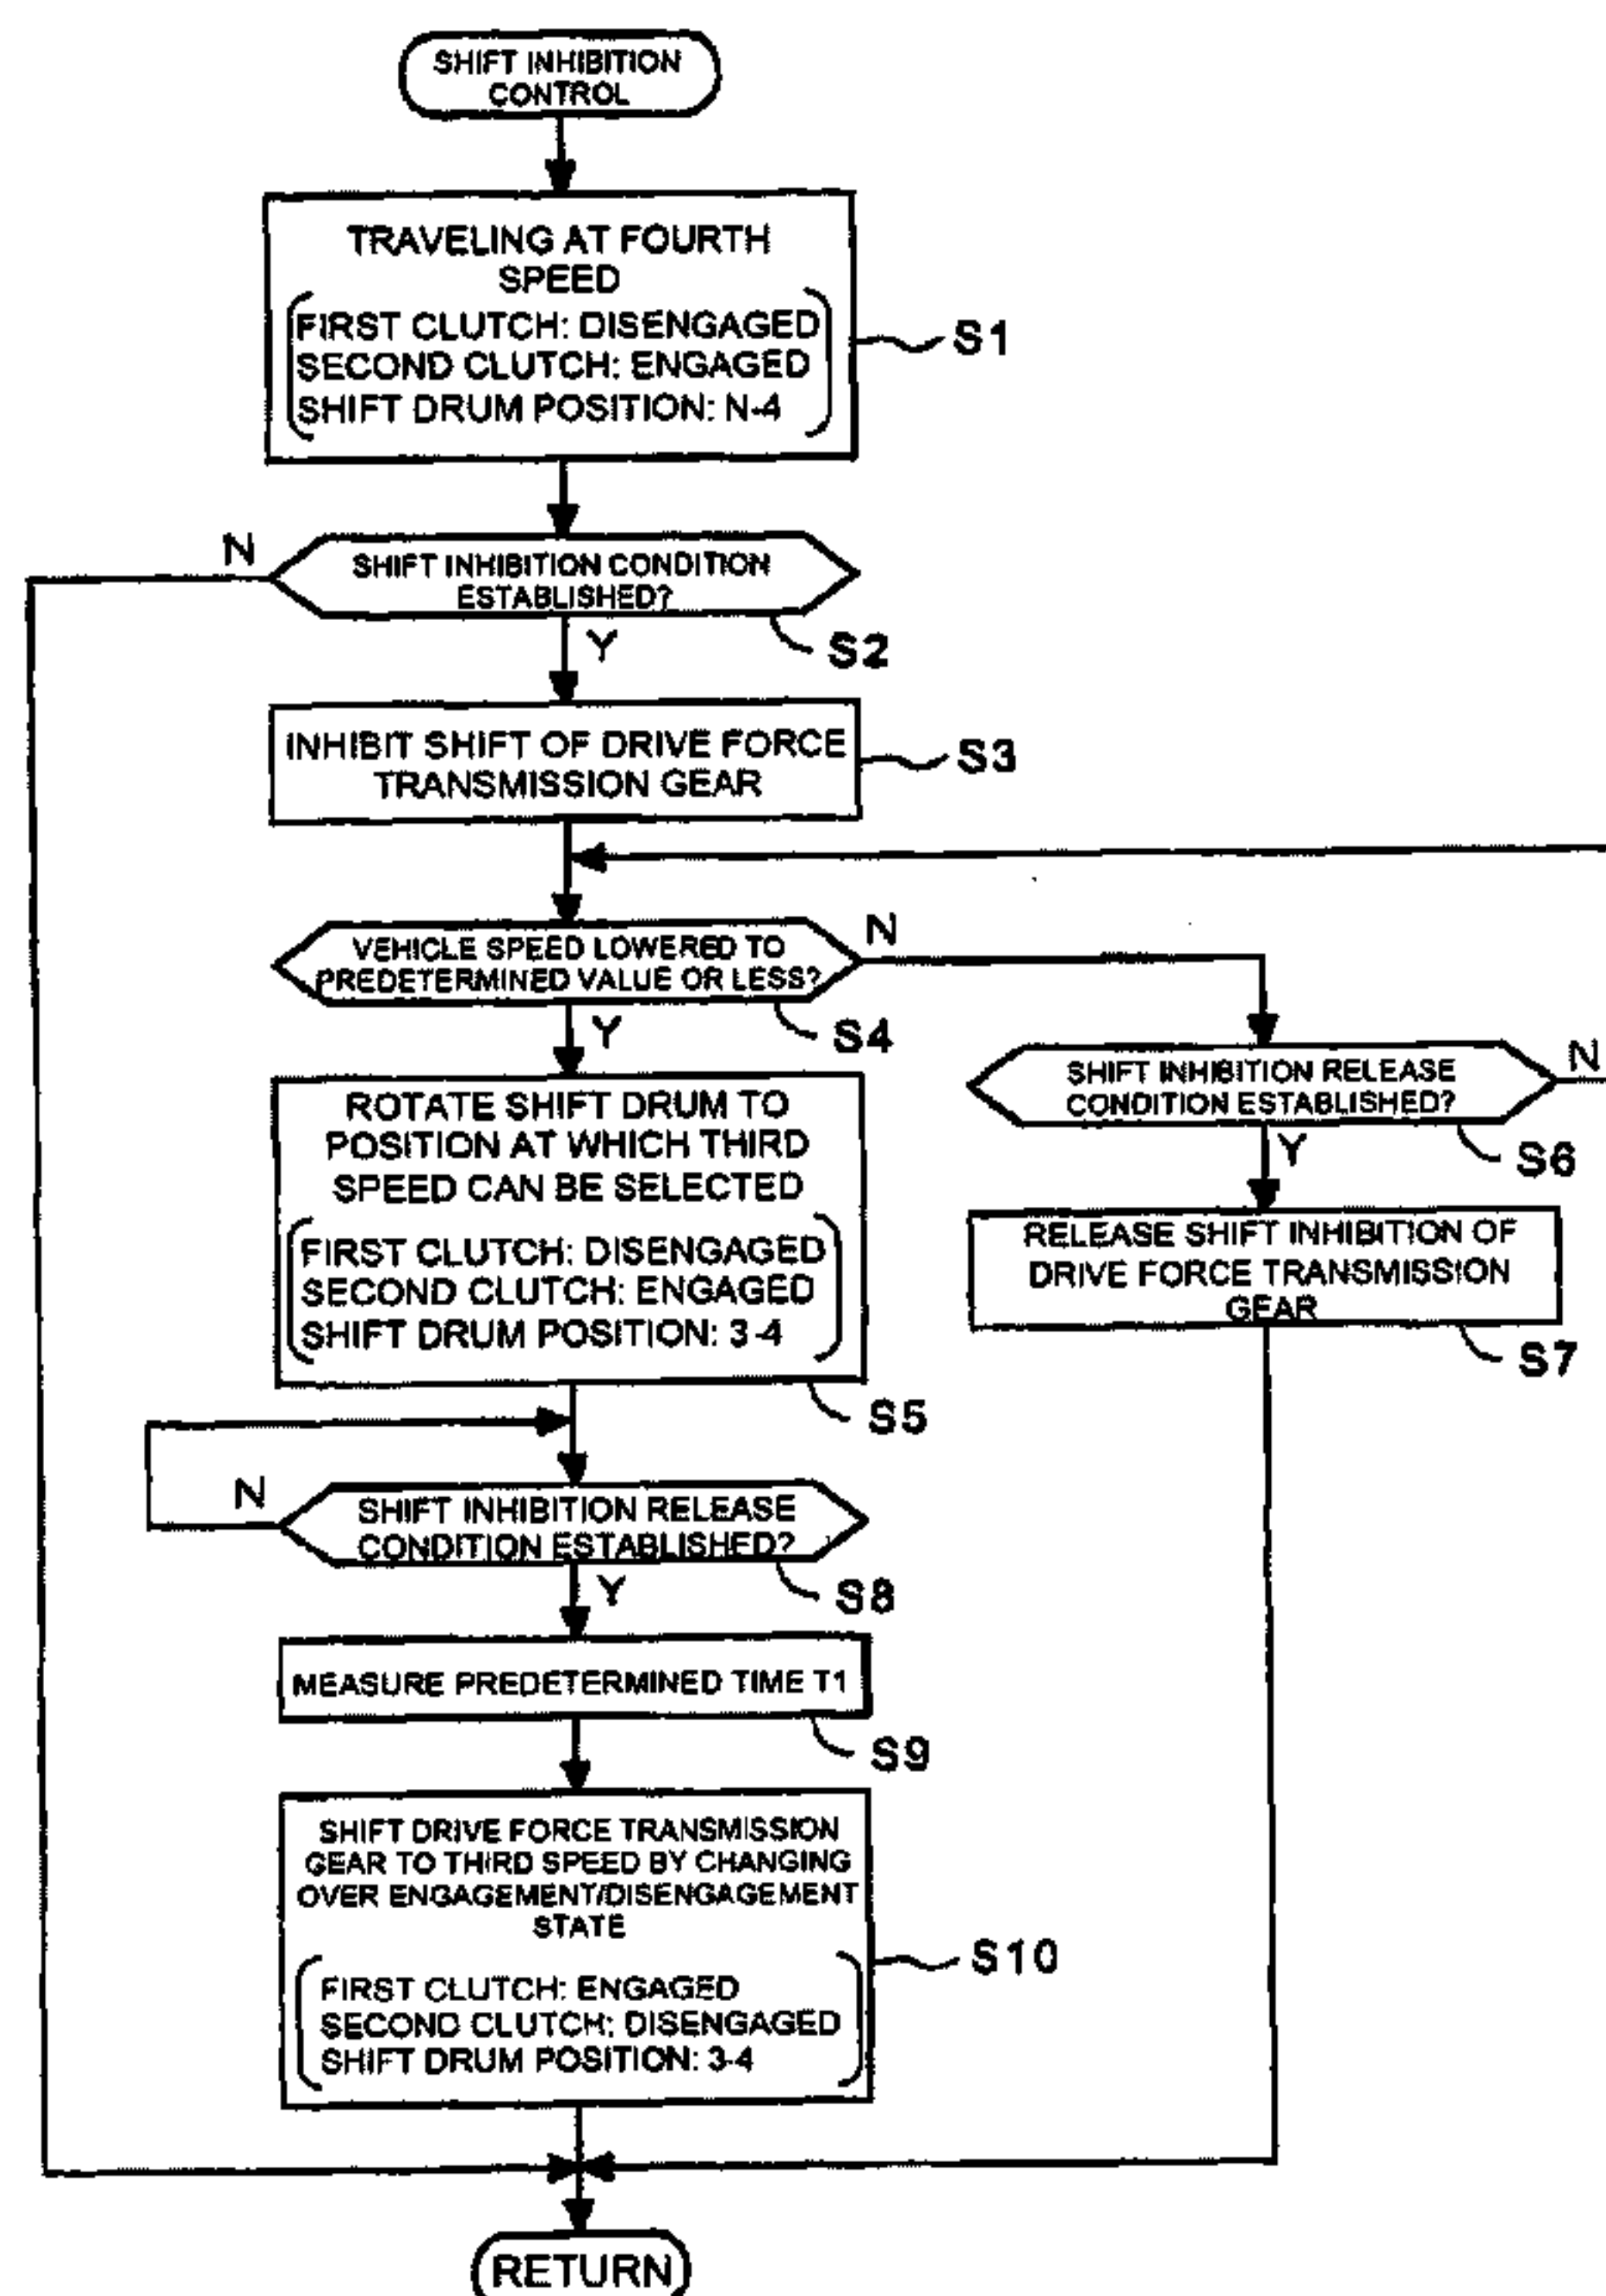 SHIFT INHIBITION
CONTROL
TRAVELING AT FOURTH
SPEED
FIRST CLUTCH: DISENGAGED
SECOND CLUTCH: ENGAGED
SHIFT DRUM POSITION: N-4
S1
N
SHIFT INHIBITION CONDITION
ESTABLISHED?
S2
Y
INHIBIT SHIFT OF DRIVE FORCE
TRANSMISSION GEAR
S3
VEHICLE SPEED LOWERED TO
PREDETERMINED VALUE OR LESS?
N
S4
Y
SHIFT INHIBITION RELEASE
CONDITION ESTABLISHED?
N
S6
Y
ROTATE SHIFT DRUM TO
POSITION AT WHICH THIRD
SPEED CAN BE SELECTED
FIRST CLUTCH: DISENGAGED
SECOND CLUTCH: ENGAGED
SHIFT DRUM POSITION: 3-4
S5
RELEASE SHIFT INHIBITION OF
DRIVE FORCE TRANSMISSION
GEAR
S7
N
SHIFT INHIBITION RELEASE
CONDITION ESTABLISHED?
S8
Y
MEASURE PREDETERMINED TIME T1
S9
SHIFT DRIVE FORCE TRANSMISSION
GEAR TO THIRD SPEED BY CHANGING
OVER ENGAGEMENT/DISENGAGEMENT
STATE
FIRST CLUTCH: ENGAGED
SECOND CLUTCH: DISENGAGED
SHIFT DRUM POSITION: 3-4
S10
RETURN